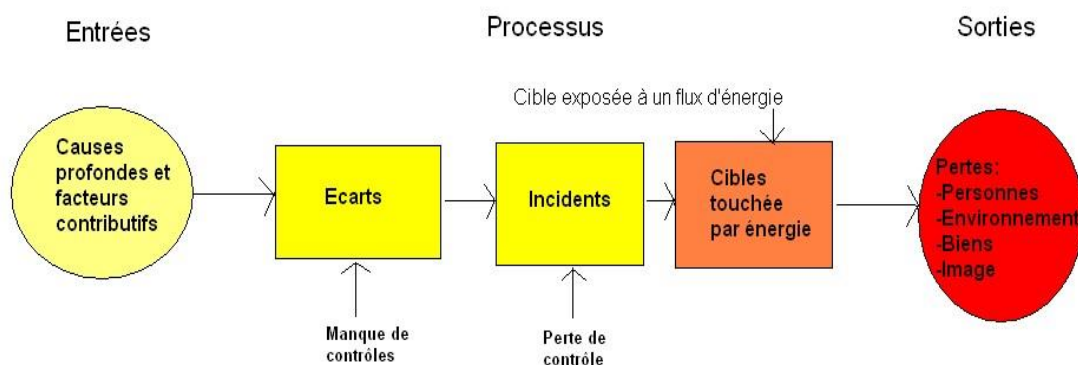 Entrées
Processus
Sorties
Cible exposée à un flux d'énergie
Causes
profondes et
facteurs
contributifs
Ecarts
Incidents
Cibles
touchée
par énergie
Pertes:
-Personnes
-Environnement
-Biens
-Image
Manque de
contrôles
Perte de
contrôle